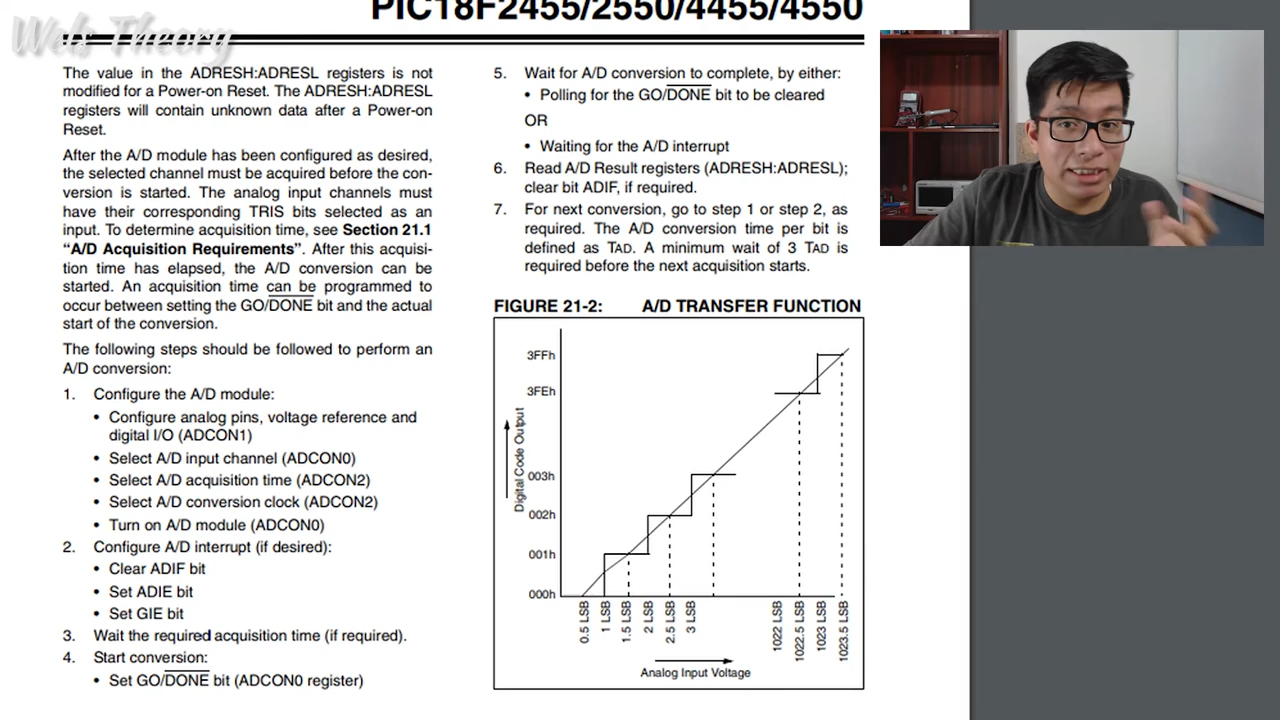 PIC18F2455/2550/4455/4550
Web Theory
The value in the ADRESH:ADRESL registers is not
modified for a Power-on Reset. The ADRESH:ADRESL
registers will contain unknown data after a Power-on
Reset.
After the A/D module has been configured as desired,
the selected channel must be acquired before the con-
version is started. The analog input channels must
have their corresponding TRIS bits selected as an
input. To determine acquisition time, see Section 21.1
“A/D Acquisition Requirements”. After this acquisi-
tion time has elapsed, the A/D conversion can be
started. An acquisition time can be programmed to
occur between setting the GO/DONE bit and the actual
start of the conversion.
The following steps should be followed to perform an
A/D conversion:
1. Configure the A/D module:
• Configure analog pins, voltage reference and
digital I/O (ADCON1)
• Select A/D input channel (ADCON0)
• Select A/D acquisition time (ADCON2)
• Select A/D conversion clock (ADCON2)
• Turn on A/D module (ADCON0)
2. Configure A/D interrupt (if desired):
• Clear ADIF bit
• Set ADIE bit
• Set GIE bit
3. Wait the required acquisition time (if required).
4. Start conversion:
• Set GO/DONE bit (ADCON0 register)
5. Wait for A/D conversion to complete, by either:
• Polling for the GO/DONE bit to be cleared
OR
• Waiting for the A/D interrupt
6. Read A/D Result registers (ADRESH:ADRESL);
clear bit ADIF, if required.
7. For next conversion, go to step 1 or step 2, as
required. The A/D conversion time per bit is
defined as TAD. A minimum wait of 3 TAD is
required before the next acquisition starts.
FIGURE 21-2: A/D TRANSFER FUNCTION
Digital Code Output
3FFh
3FEh
003h
002h
001h
000h
0.5 LSB
1 LSB
1.5 LSB
2 LSB
2.5 LSB
3 LSB
1022 LSB
1022.5 LSB
1023 LSB
1023.5 LSB
Analog Input Voltage